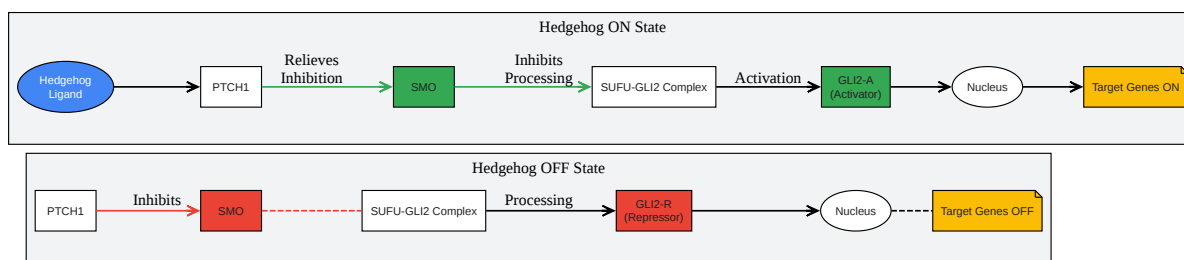 Hedgehog ON State
Hedgehog
Ligand
PTCH1
Relieves
Inhibition
SMO
Inhibits
Processing
SUFU-GLI2 Complex
Activation
GLI2-A
(Activator)
Nucleus
Target Genes ON
Hedgehog OFF State
PTCH1
Inhibits
SMO
SUFU-GLI2 Complex
Processing
GLI2-R
(Repressor)
Nucleus
Target Genes OFF